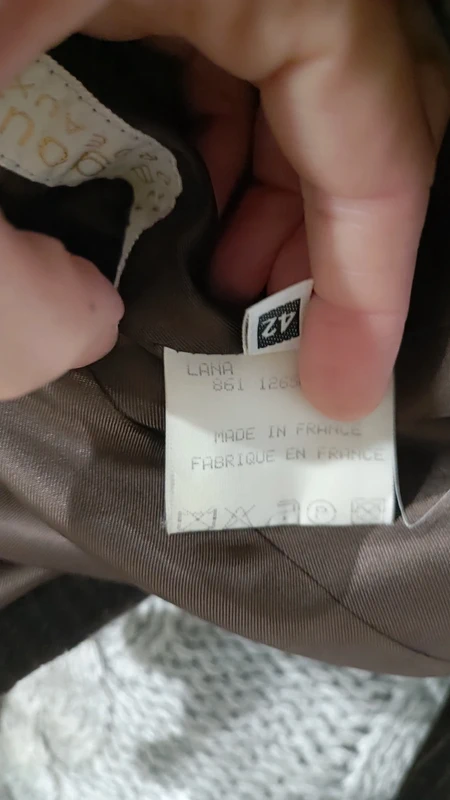 42
LANA
861
MADE IN FRANCE
FABRIQUE EN FRANCE
P